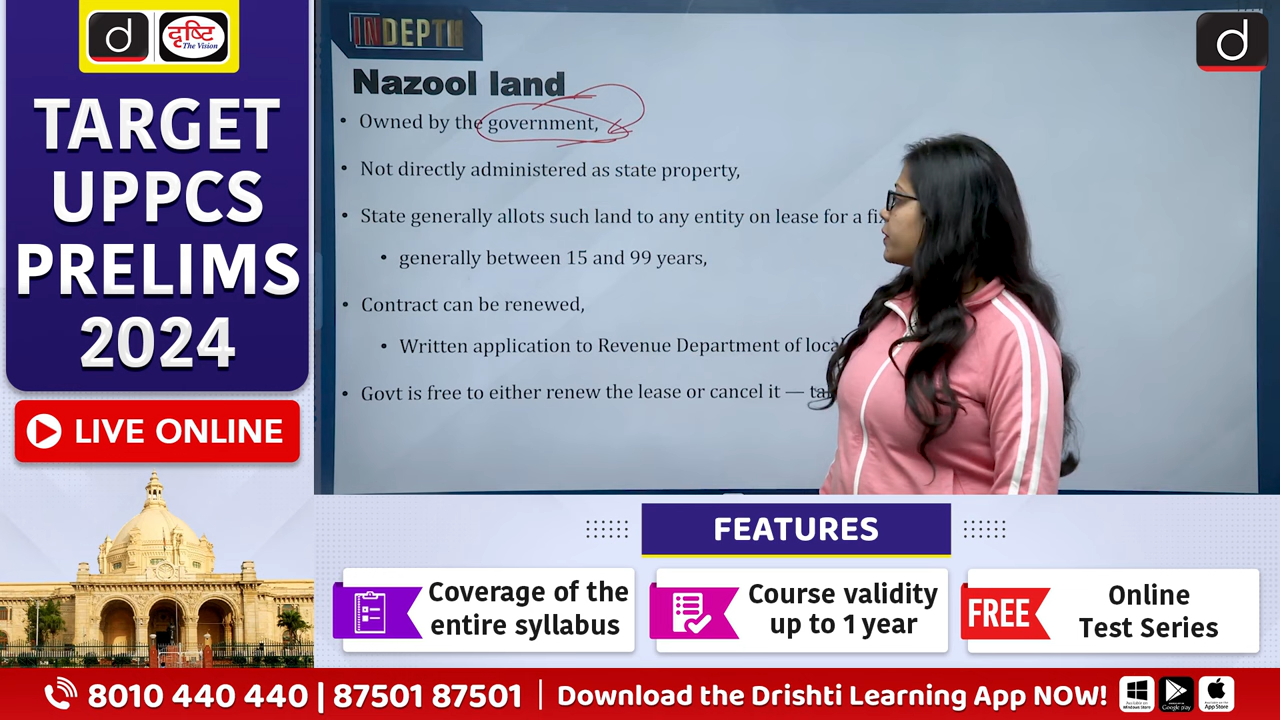 d
दृष्टि
The Vision
TARGET
UPPCS
PRELIMS
2024
LIVE ONLINE
INDEPTH
d
Nazool land
• Owned by the government,
• Not directly administered as state property,
• State generally allots such land to any entity on lease for a
• generally between 15 and 99 years,
• Contract can be renewed,
• Written application to Revenue Department of
• Govt is free to either renew the lease or cancel it —
FEATURES
Coverage of the
entire syllabus
Course validity
up to 1 year
FREE
Online
Test Series
8010 440 440 | 87501 87501 | Download the Drishti Learning App NOW!